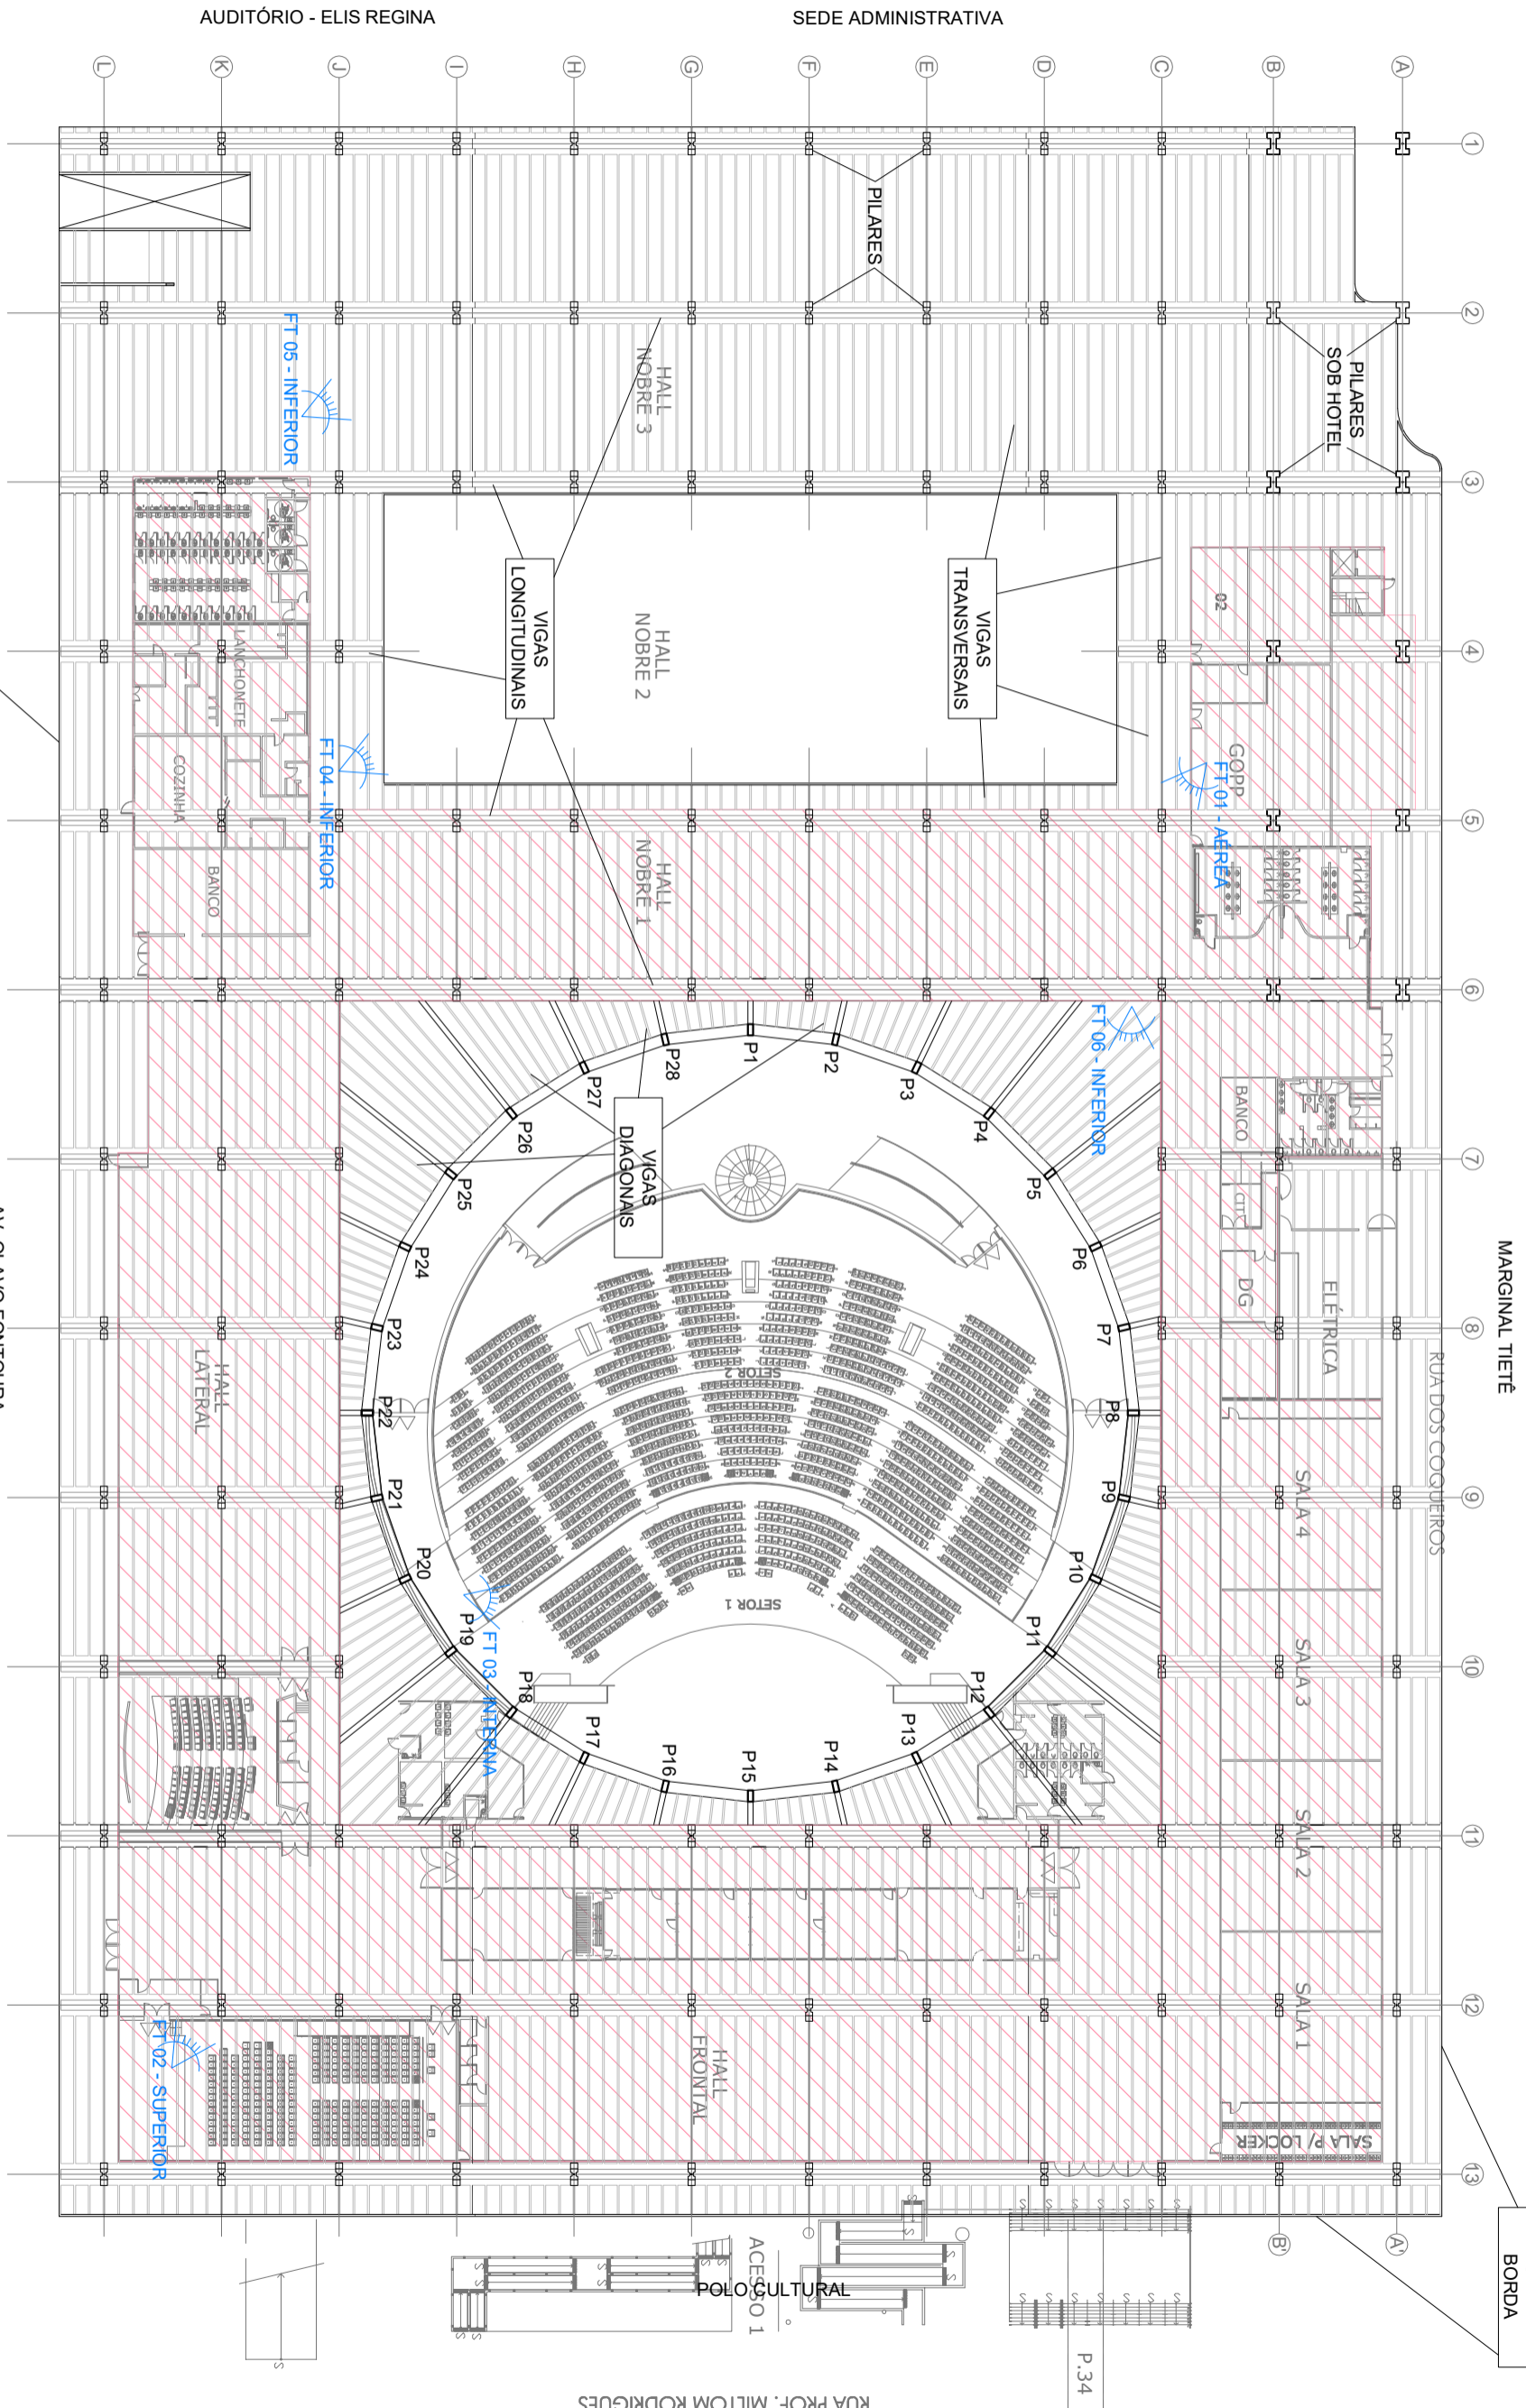 AUDITÓRIO - ELIS REGINA
SEDE ADMINISTRATIVA
L
K
J
I
H
G
F
E
D
C
B
A
1
2
3
4
5
6
7
8
9
10
11
12
13
B'
A'
PILARES
PILARES
SOB HOTEL
HALL
NOBRE 3
FT 05 - INFERIOR
VIGAS
LONGITUDINAIS
HALL
NOBRE 2
VIGAS
TRANSVERSAIS
02
GOPP
FT 01 - AÉREA
LANCHONETE
COZINHA
BANCO
FT 04 - INFERIOR
HALL
NOBRE 1
FT 06 - INFERIOR
BANCO
P1
P2
P3
P4
P5
P6
P7
P8
P9
P10
P11
P12
P13
P14
P15
P16
P17
P18
P19
P20
P21
P22
P23
P24
P25
P26
P27
P28
VIGAS
DIAGONAIS
DG
ELÉTRICA
MARGINAL TIETÊ
RUA DOS COQUEIROS
SETOR 2
SETOR 1
HALL
LATERAL
FT 03 - INTERNA
SALA 4
SALA 3
SALA 2
SALA 1
SALA P/ LOCKER
HALL
FRONTAL
FT 02 - SUPERIOR
BORDA
ACESSO 1
POLO CULTURAL
P.34
RUA PROF. MILTOM RODRIGUES